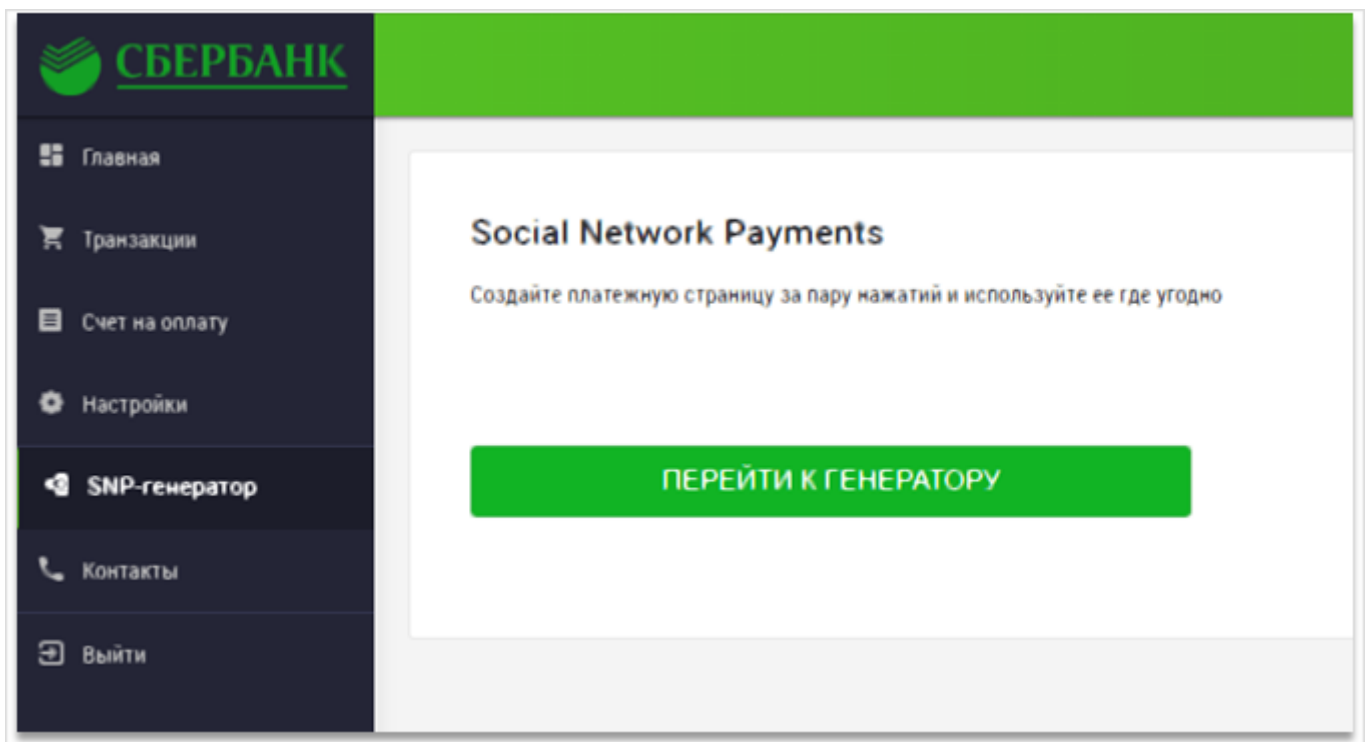 СБЕРБАНК
Главная
Транзакции
Счет на оплату
Настройки
SNP-генератор
Контакты
Выйти
Social Network Payments
Создайте платежную страницу за пару нажатий и используйте ее где угодно
ПЕРЕЙТИ К ГЕНЕРАТОРУ